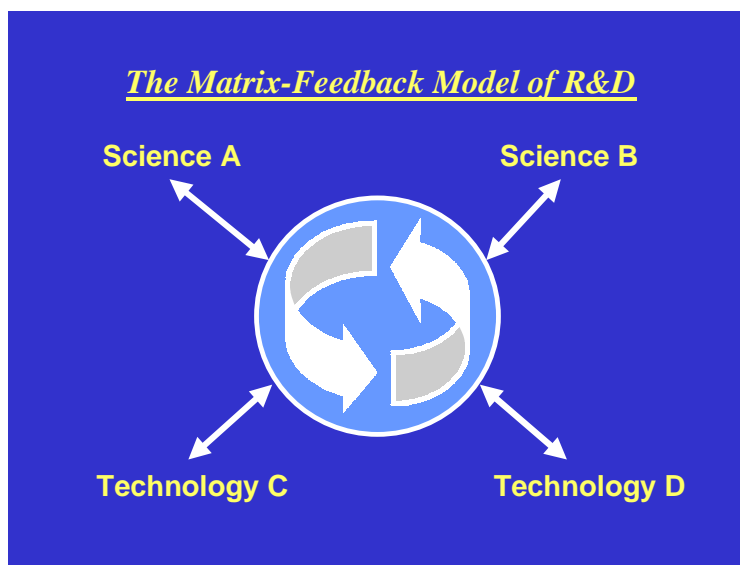 The Matrix-Feedback Model of R&D
Science A
Science B
Technology C
Technology D